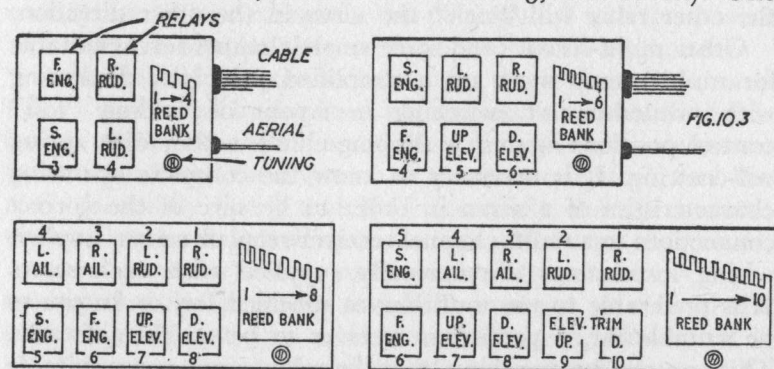 RELAYS
F. ENG.
R. RUD.
S. ENG.
L. RUD.
3 4
1→4
REED
BANK
CABLE
AERIAL
TUNING
S. ENG.
L. RUD.
R. RUD.
F. ENG.
UP ELEV.
D. ELEV.
4 5 6
1→6
REED
BANK
FIG. 10.3
4 3 2 1
L. AIL.
R. AIL.
L. RUD.
R. RUD.
S. ENG.
F. ENG.
UP. ELEV.
D. ELEV.
5 6 7 8
1 8
REED BANK
5 4 3 2 1
S. ENG.
L. AIL.
R. AIL.
L. RUD.
R. RUD.
F. ENG.
UP ELEV.
D. ELEV.
ELEV. TRIM
UP. D.
6 7 8 9 10
→10
REED BANK